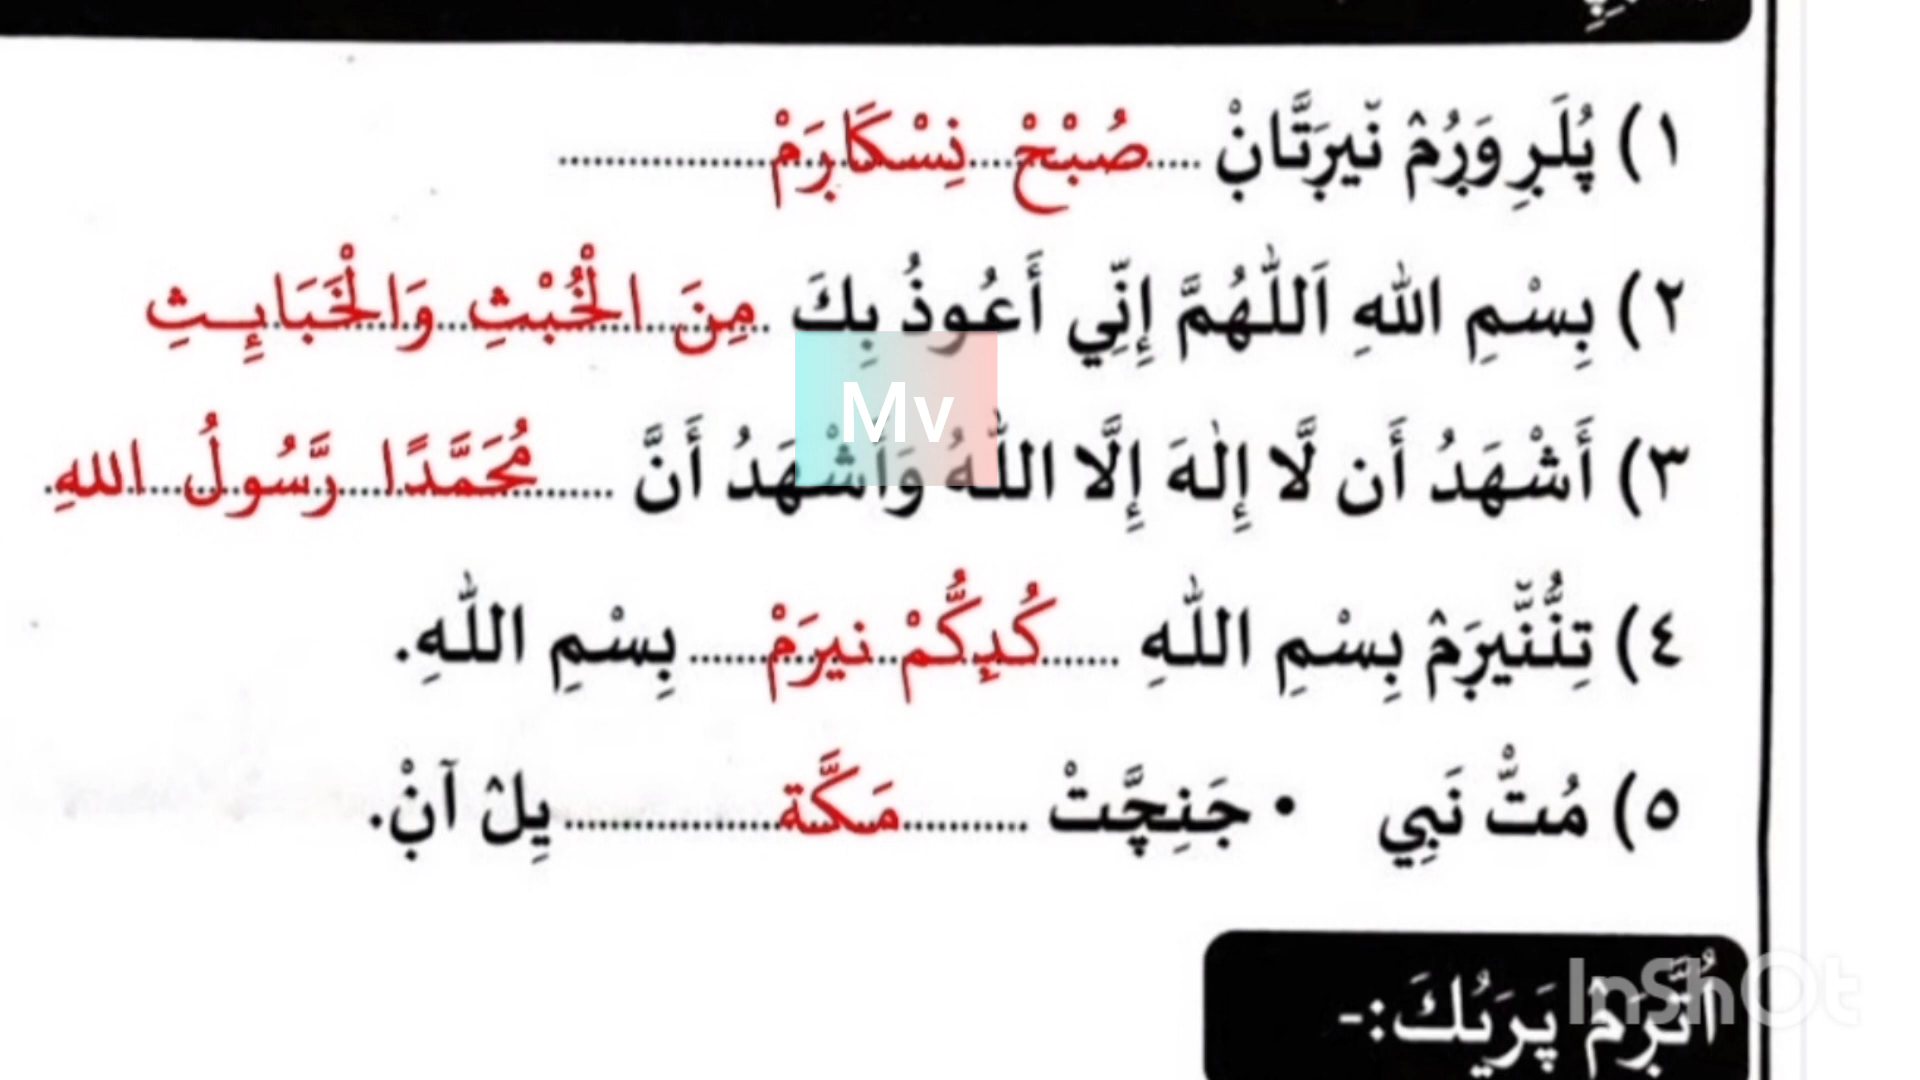 ١) پُلَرِوَرُمْ نٚيرَتَّانْ ..... صُبْحْ ... نِسْكَارَمْ ..................
٢) بِسْمِ اللهِ اَللّٰهُمَّ إِنِّي أَعُوذُ بِكَ مِنَ الْخُبْثِ وَالْخَبَائِثِ
Mv
٣) أَشْهَدُ أَن لَّا إِلٰهَ إِلَّا اللّٰهُ وَأَشْهَدُ أَنَّ ...... مُحَمَّدًا رَّسُولُ اللهِ
٤) تِنُّنّٚيرَمْ بِسْمِ اللّٰهِ ...... كُدِكُّمْ نيرَمْ ..... بِسْمِ اللّٰهِ.
٥) مُتّْ نَبِي • جَنِچَّتْ .......... مَكَّة ............... يِلْ آنْ.
اُتَّرَمْ پَرَيُكَ:-
InShOt